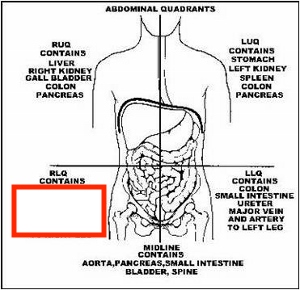 ABDOMINAL QUADRANTS
RUQ
CONTAINS
LIVER
RIGHT KIDNEY
GALL BLADDER
COLON
PANCREAS
LUQ
CONTAINS
STOMACH
LEFT KIDNEY
SPLEEN
COLON
PANCREAS
RLQ
CONTAINS
LLQ
CONTAINS
COLON
SMALL INTESTINE
URETER
MAJOR VEIN
AND ARTERY
TO LEFT LEG
MIDLINE
CONTAINS
AORTA,PANCREAS,SMALL INTESTINE
BLADDER, SPINE